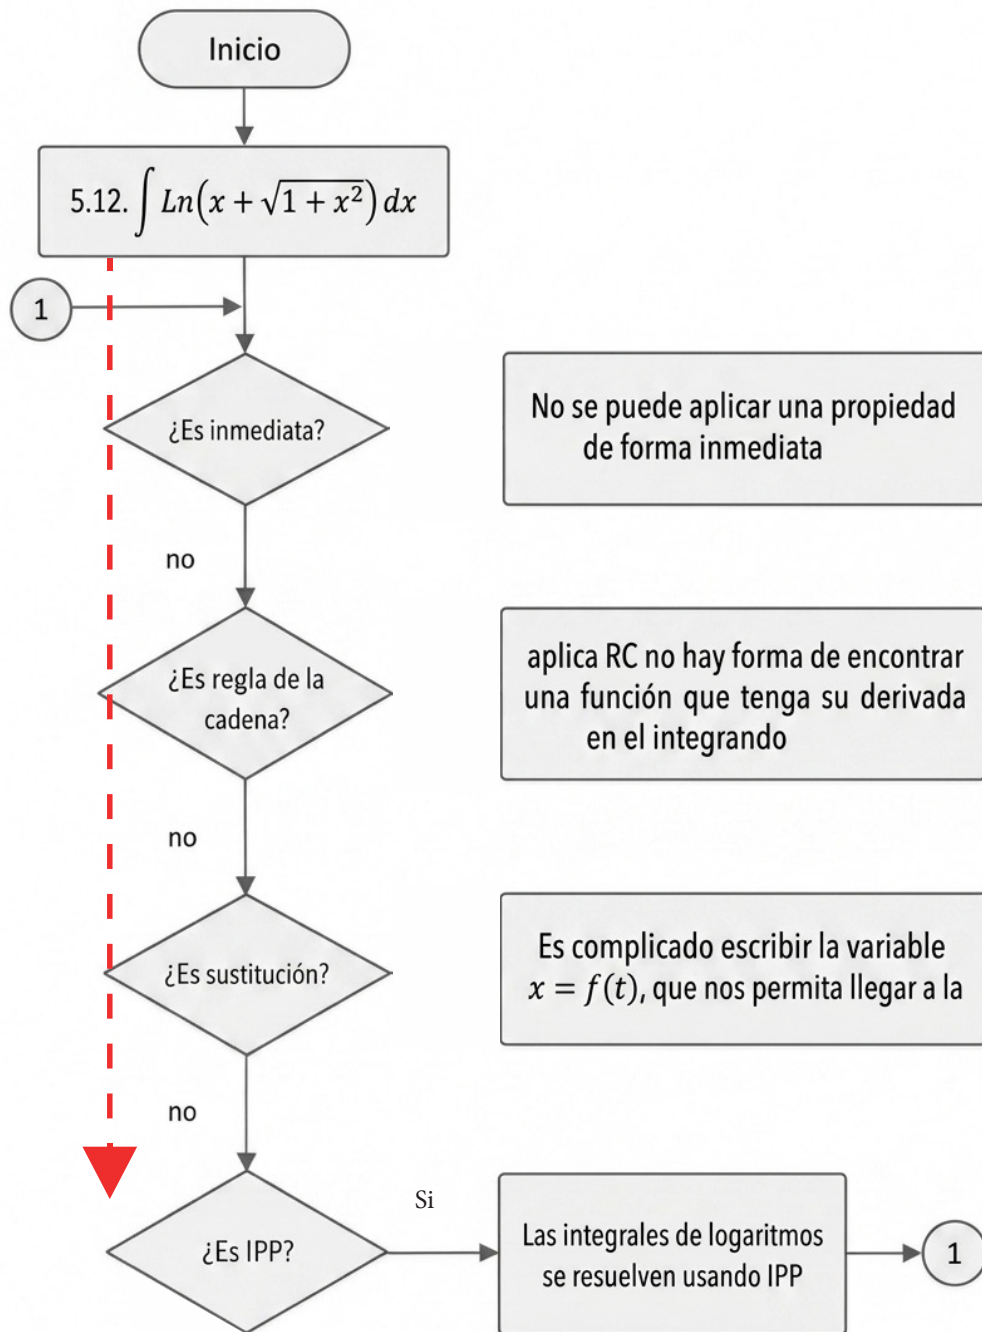 Inicio
5.12. ∫ Ln(x + √1 + x²) dx
1
¿Es inmediata?
No se puede aplicar una propiedad
de forma inmediata
no
¿Es regla de la
cadena?
aplica RC no hay forma de encontrar
una función que tenga su derivada
en el integrando
no
¿Es sustitución?
Es complicado escribir la variable
x = f(t), que nos permita llegar a la
no
¿Es IPP?
Si
Las integrales de logaritmos
se resuelven usando IPP
1